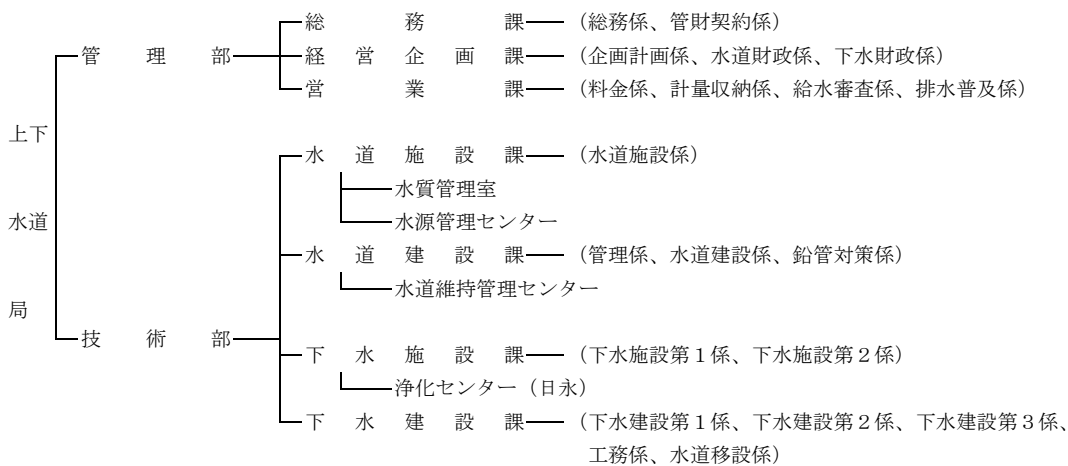 総務課（総務係、管財契約係）
管理部 経営企画課（企画計画係、水道財政係、下水財政係）
営業課（料金係、計量収納係、給水審査係、排水普及係）
上下
水道施設課（水道施設係）
水質管理室
水道
水源管理センター
水道建設課（管理係、水道建設係、鉛管対策係）
水道維持管理センター
局
技術部
下水施設課（下水施設第１係、下水施設第２係）
浄化センター（日永）
下水建設課（下水建設第１係、下水建設第２係、下水建設第３係、
工務係、水道移設係）